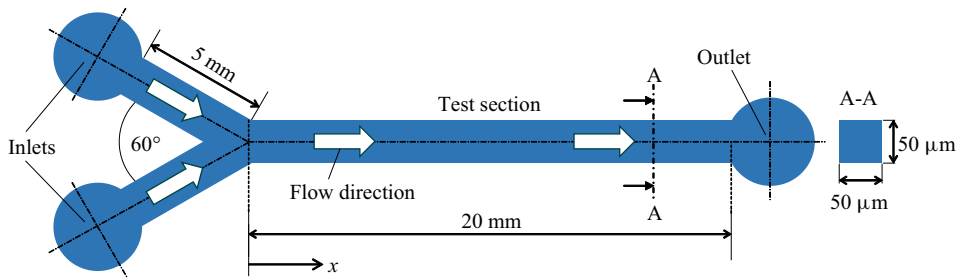 5 mm
Outlet
A
Test section
A-A
Inlets
60°
50 μm
Flow direction
A
50 μm
20 mm
x